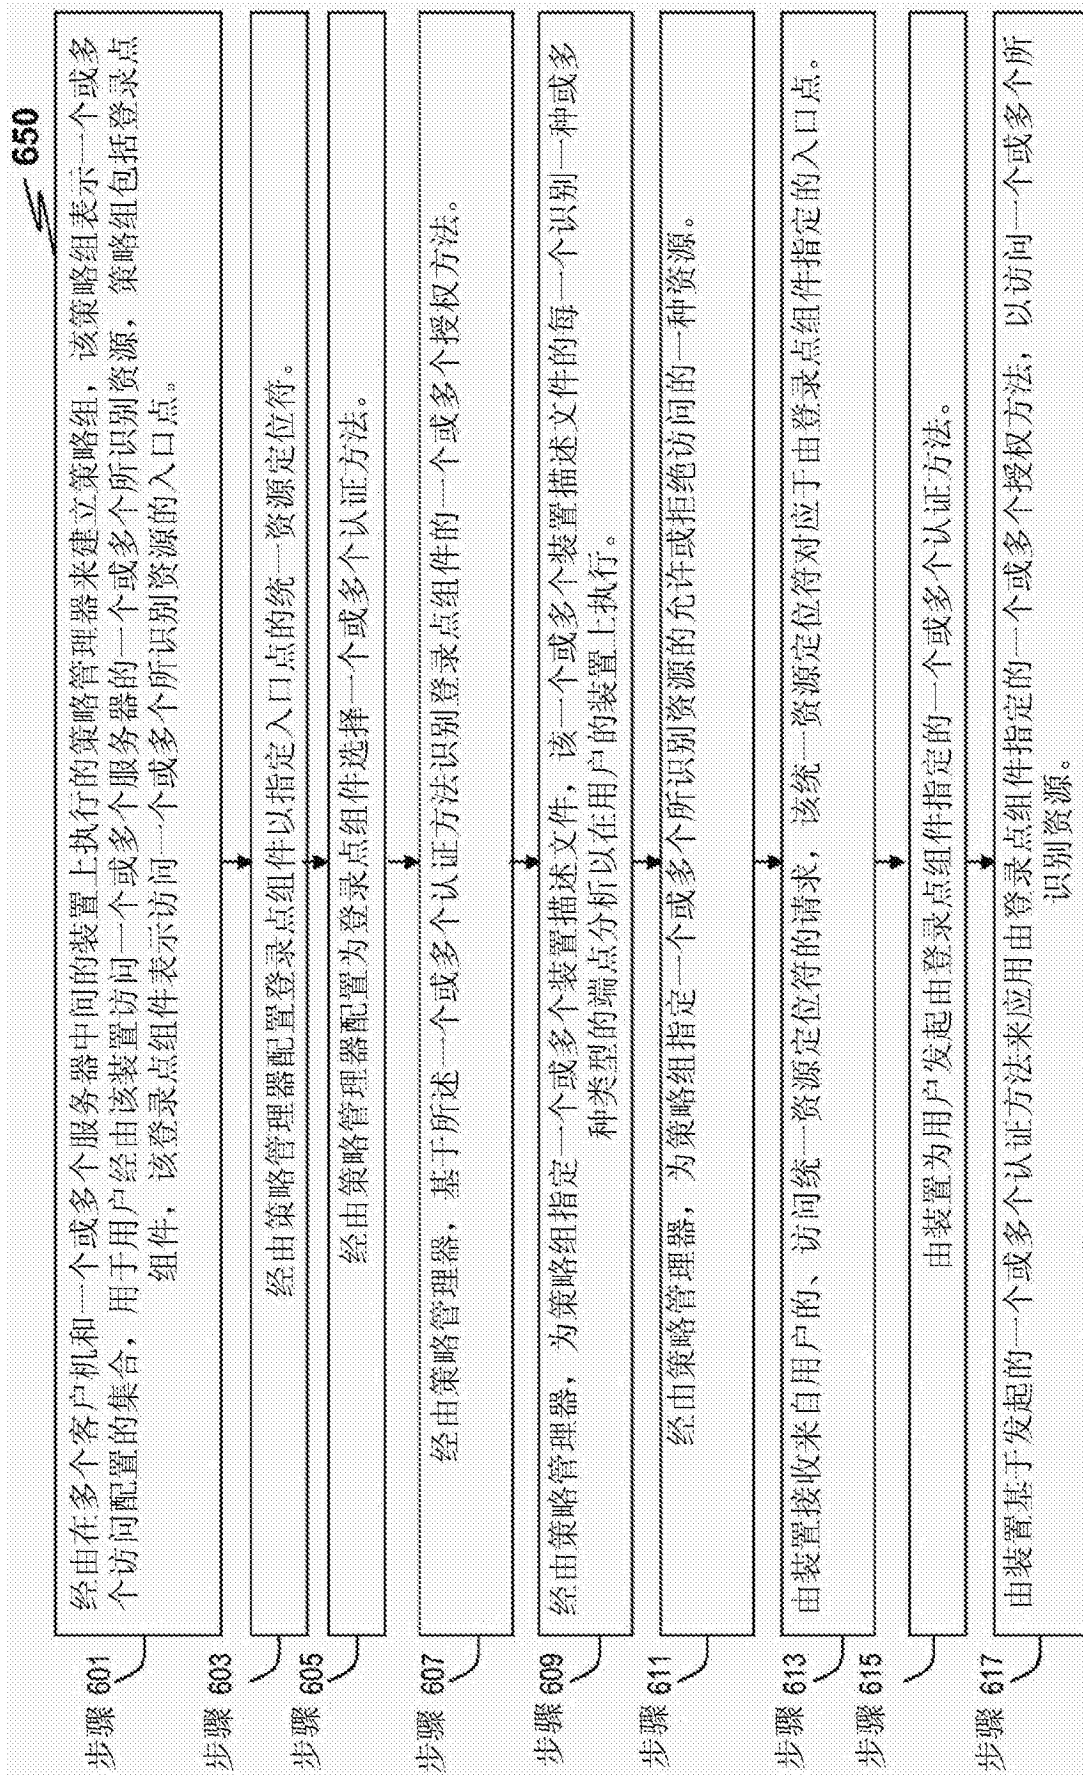 650
步骤 601
经由在多个客户机和一个或多个服务器中间的装置上执行的策略管理器来建立策略组，该策略组表示一个或多
个访问配置的集合，用于用户经由该装置访问一个或多个服务器的一个或多个所识别资源，策略组包括登录点
组件，该登录点组件表示访问一个或多个所识别资源的入口点。
步骤 603
经由策略管理器配置登录点组件以指定入口点的统一资源定位符。
步骤 605
经由策略管理器配置为登录点组件选择一个或多个认证方法。
步骤 607
经由策略管理器，基于所述一个或多个认证方法识别登录点组件的一个或多个授权方法。
步骤 609
经由策略管理器，为策略组指定一个或多个装置描述文件，该一个或多个装置描述文件的每一个识别一种或多
种类型的端点分析以在用户的装置上执行。
步骤 611
经由策略管理器，为策略组指定一个或多个所识别资源的允许或拒绝访问的一种资源。
步骤 613
由装置接收来自用户的、访问统一资源定位符的请求，该统一资源定位符对应于由登录点组件指定的入口点。
步骤 615
由装置为用户发起由登录点组件指定的一个或多个认证方法。
步骤 617
由装置基于发起的一个或多个认证方法来应用由登录点组件指定的一个或多个授权方法，以访问一个或多个所
识别资源。